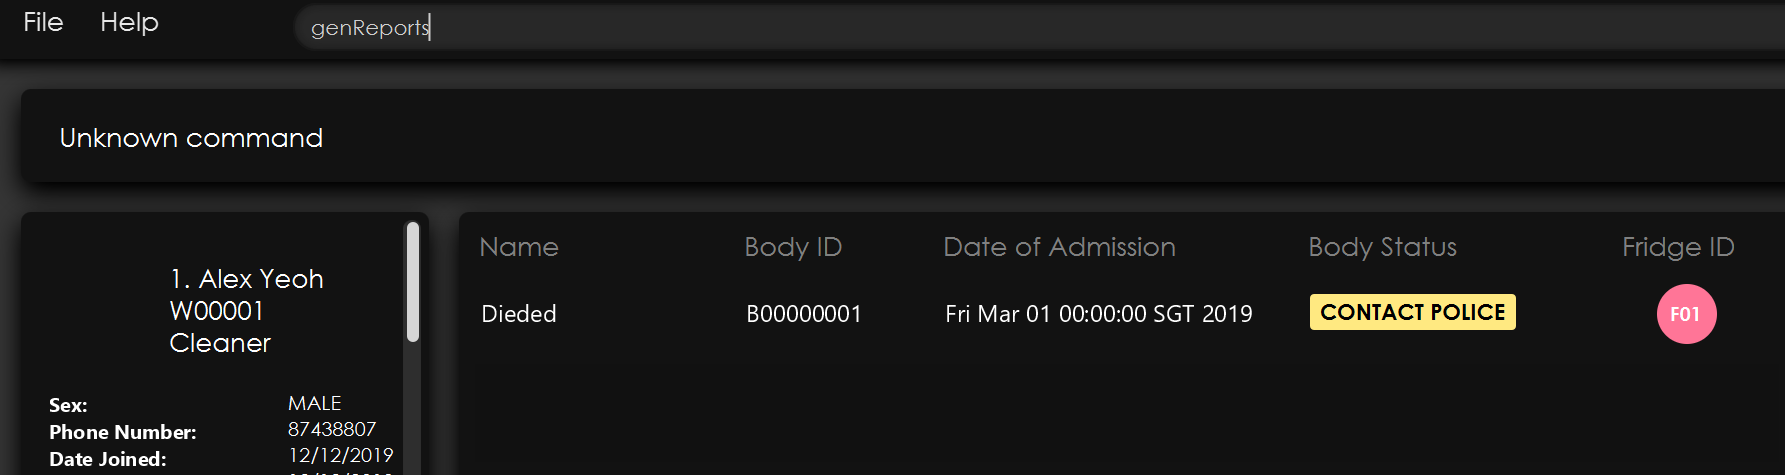 File Help genReports
Unknown command
1. Alex Yeoh
W00001
Cleaner
Sex: MALE
Phone Number: 87438807
Date Joined: 12/12/2019
Name Body ID Date of Admission Body Status Fridge ID
Dieded B00000001 Fri Mar 01 00:00:00 SGT 2019 CONTACT POLICE F01